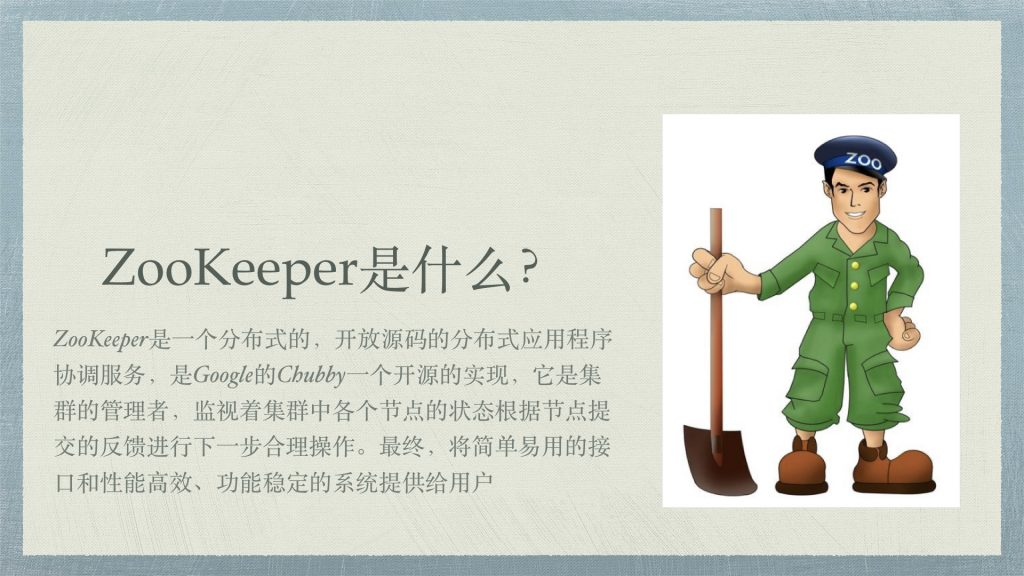 ZooKeeper是什么?
ZooKeeper是一个分布式的，开放源码的分布式应用程序
协调服务，是Google的Chubby一个开源的实现，它是集
群的管理者，监视着集群中各个节点的状态根据节点提
交的反馈进行下一步合理操作。最终，将简单易用的接
口和性能高效、功能稳定的系统提供给用户
ZOO